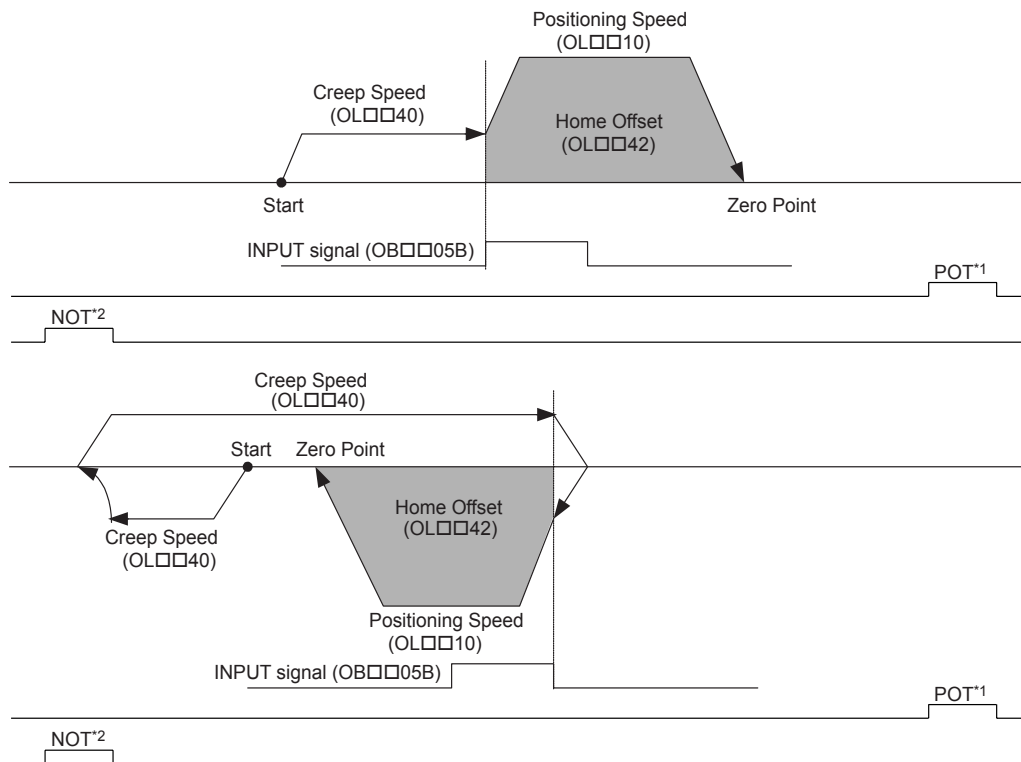 Positioning Speed
(OL□□10)
Creep Speed
(OL□□40)
Home Offset
(OL□□42)
Start
Zero Point
INPUT signal (OB□□05B)
POT*1
NOT*2
Creep Speed
(OL□□40)
Start
Zero Point
Home Offset
(OL□□42)
Creep Speed
(OL□□40)
Positioning Speed
(OL□□10)
INPUT signal (OB□□05B)
POT*1
NOT*2